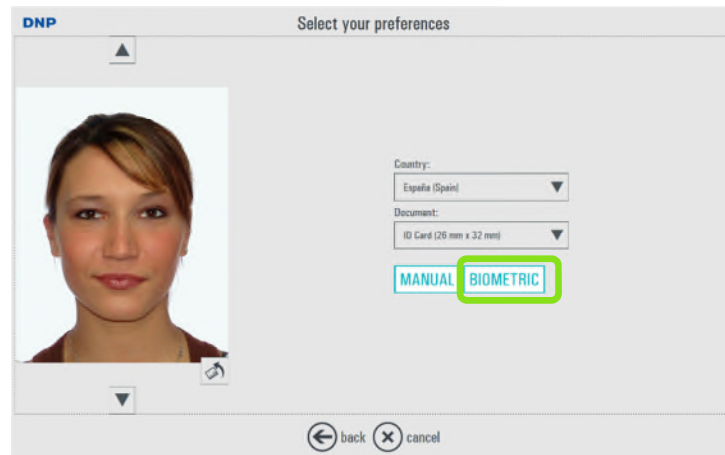 DNP
Select your preferences
Country:
España (Spain)
Document:
ID Card (26 mm x 32 mm)
MANUAL BIOMETRIC
back cancel